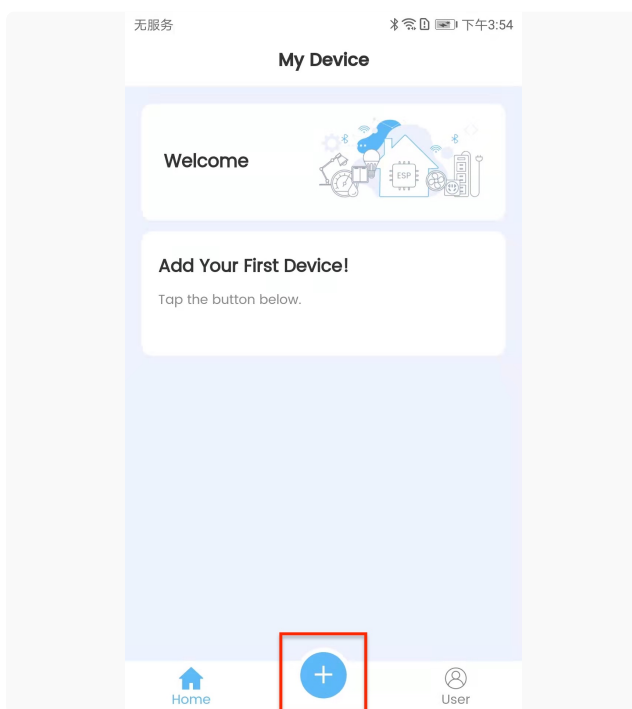 无服务 下午3:54
My Device
Welcome
ESP
Add Your First Device!
Tap the button below.
Home User